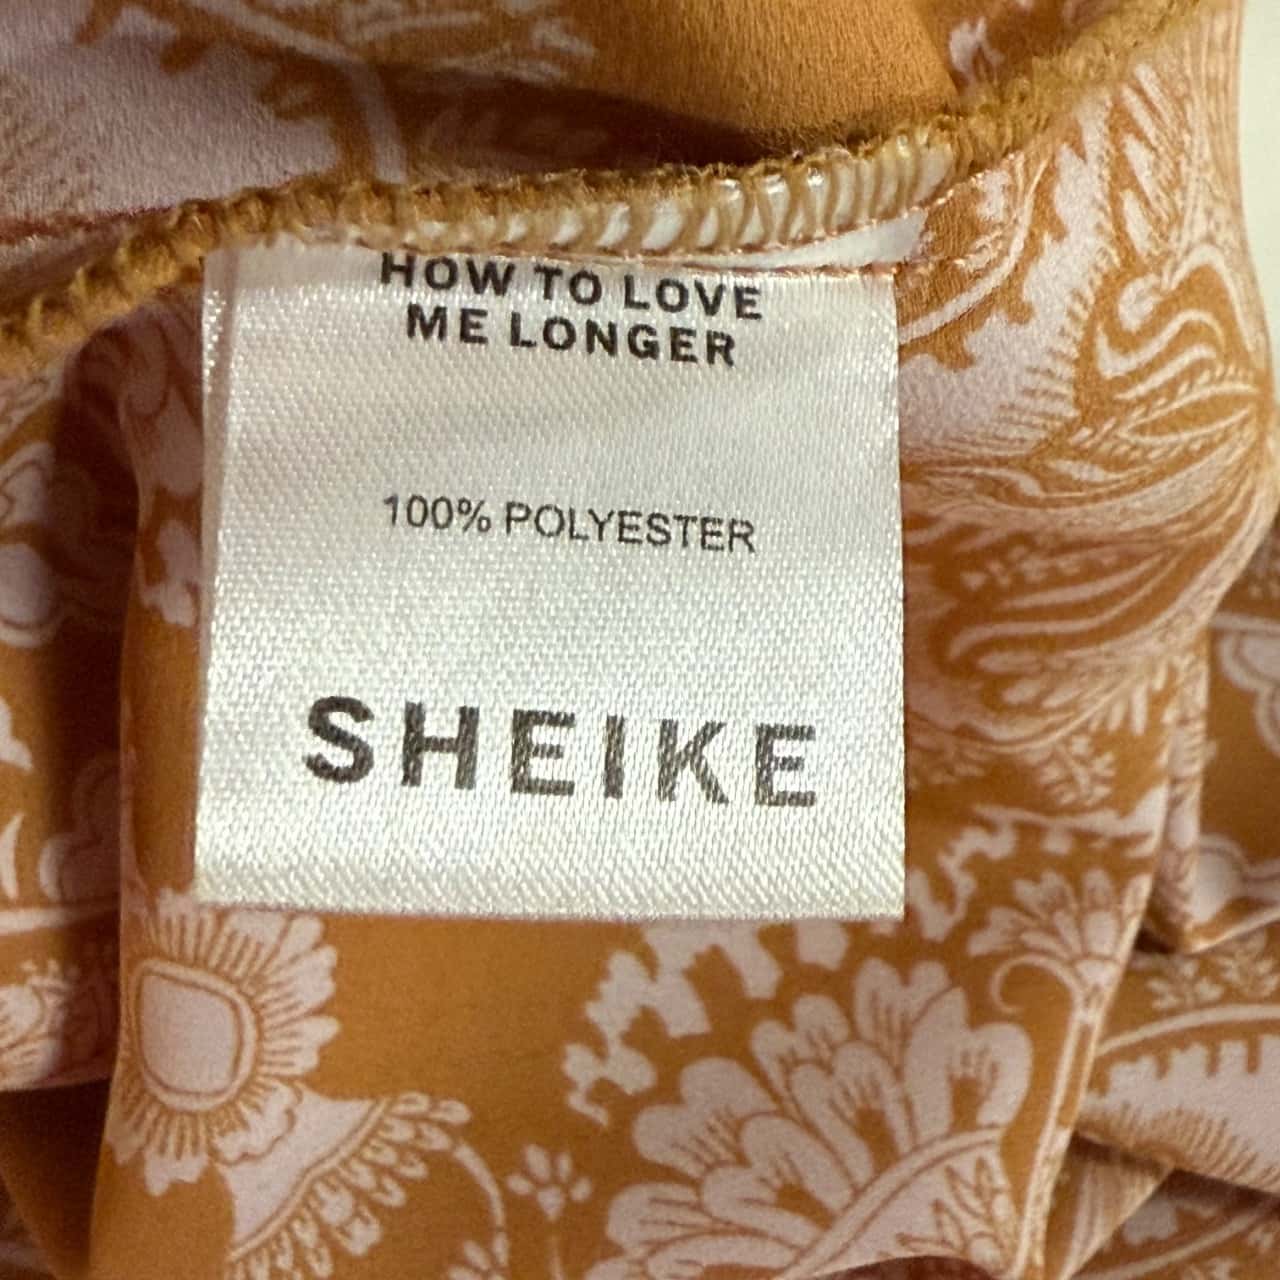 HOW TO LOVE
ME LONGER
100% POLYESTER
SHEIKE